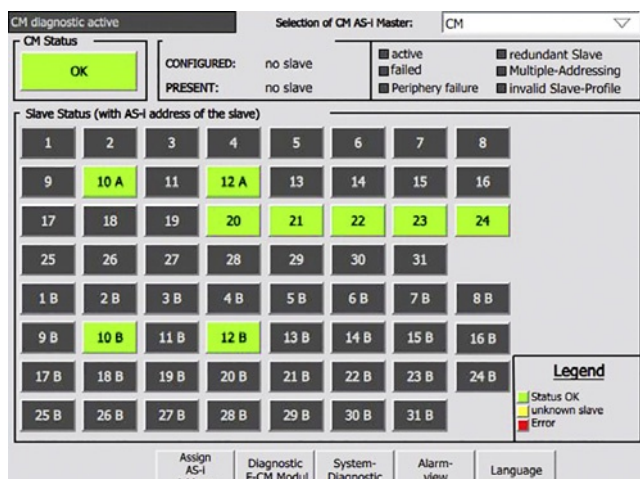 CM diagnostic active
Selection of CM AS-i Master:
CM
CM Status
OK
CONFIGURED: no slave
PRESENT: no slave
active
failed
Periphery failure
redundant Slave
Multiple-Addressing
invalid Slave-Profile
Slave Status (with AS-i address of the slave)
1 2 3 4 5 6 7 8
9 10 A 11 12 A 13 14 15 16
17 18 19 20 21 22 23 24
25 26 27 28 29 30 31
1 B 2 B 3 B 4 B 5 B 6 B 7 B 8 B
9 B 10 B 11 B 12 B 13 B 14 B 15 B 16 B
17 B 18 B 19 B 20 B 21 B 22 B 23 B 24 B
25 B 26 B 27 B 28 B 29 B 30 B 31 B
Legend
Status OK
unknown slave
Error
Assign
AS-i
Diagnostic
E-CM Modul
System-
Diagnostic
Alarm-
view
Language